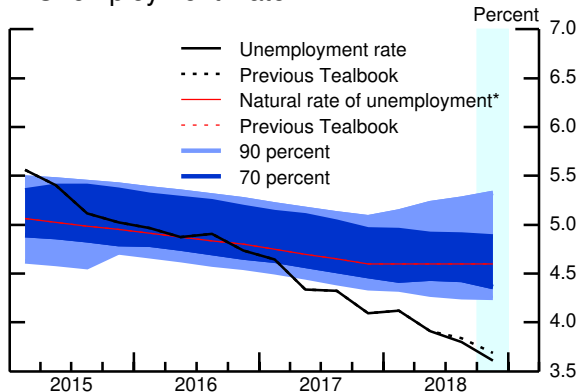 Percent
7.0
Unemployment rate
Previous Tealbook
6.5
Natural rate of unemployment*
Previous Tealbook
6.0
90 percent
70 percent
5.5
5.0
4.5
4.0
3.5
2015 2016 2017 2018